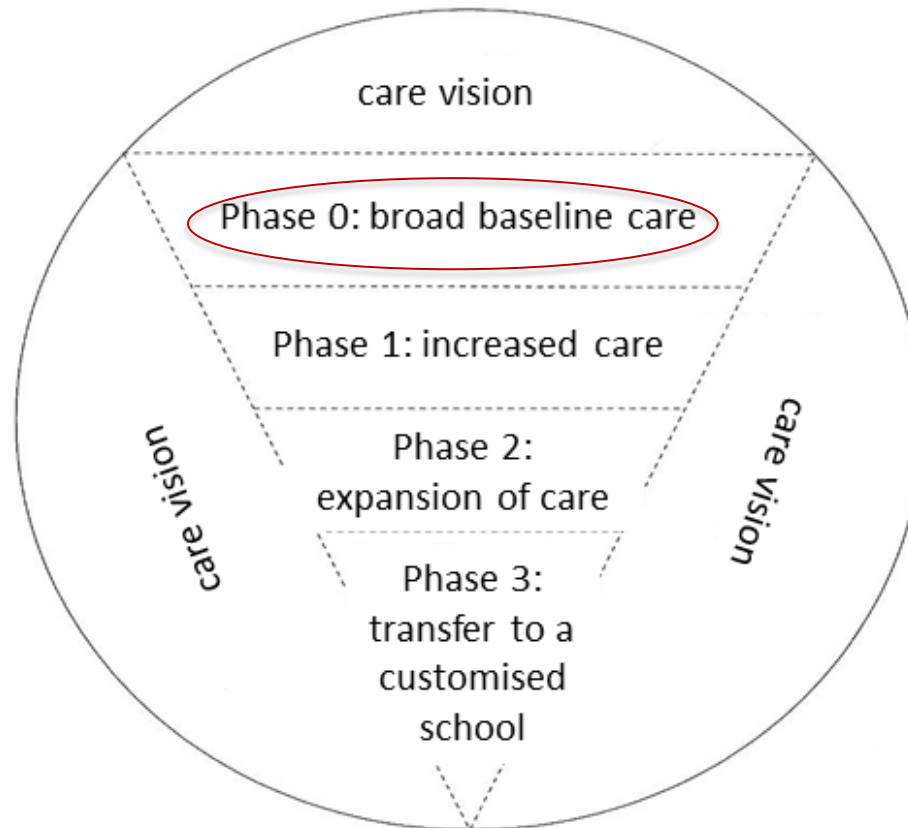 care vision
Phase 0: broad baseline care
Phase 1: increased care
Phase 2:
expansion of care
care vision
care vision
Phase 3:
transfer to a
customised
school